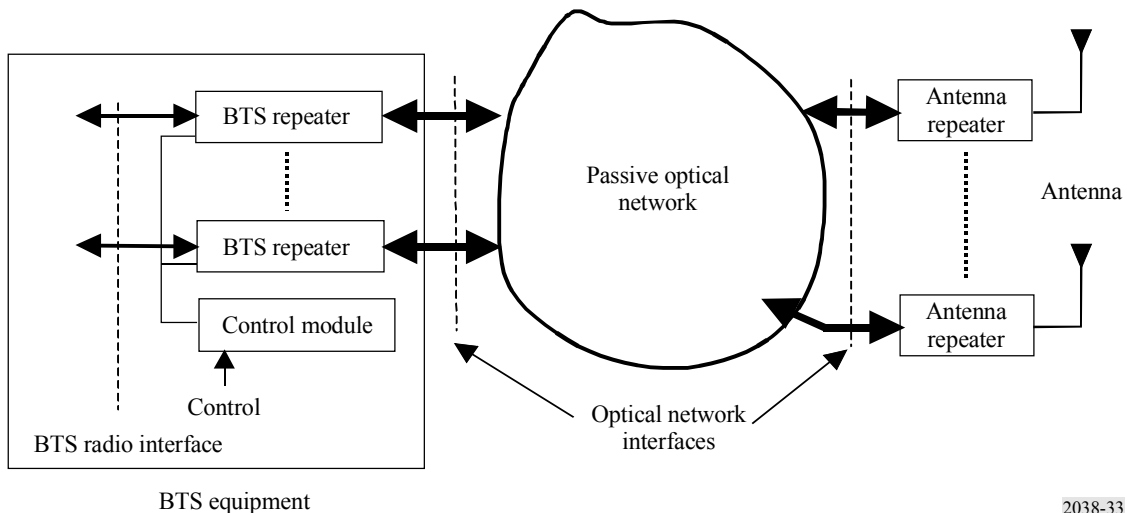 BTS repeater
BTS repeater
Control module
Control
BTS radio interface
BTS equipment
Passive optical
network
Optical network
interfaces
Antenna
repeater
Antenna
Antenna
repeater
2038-33